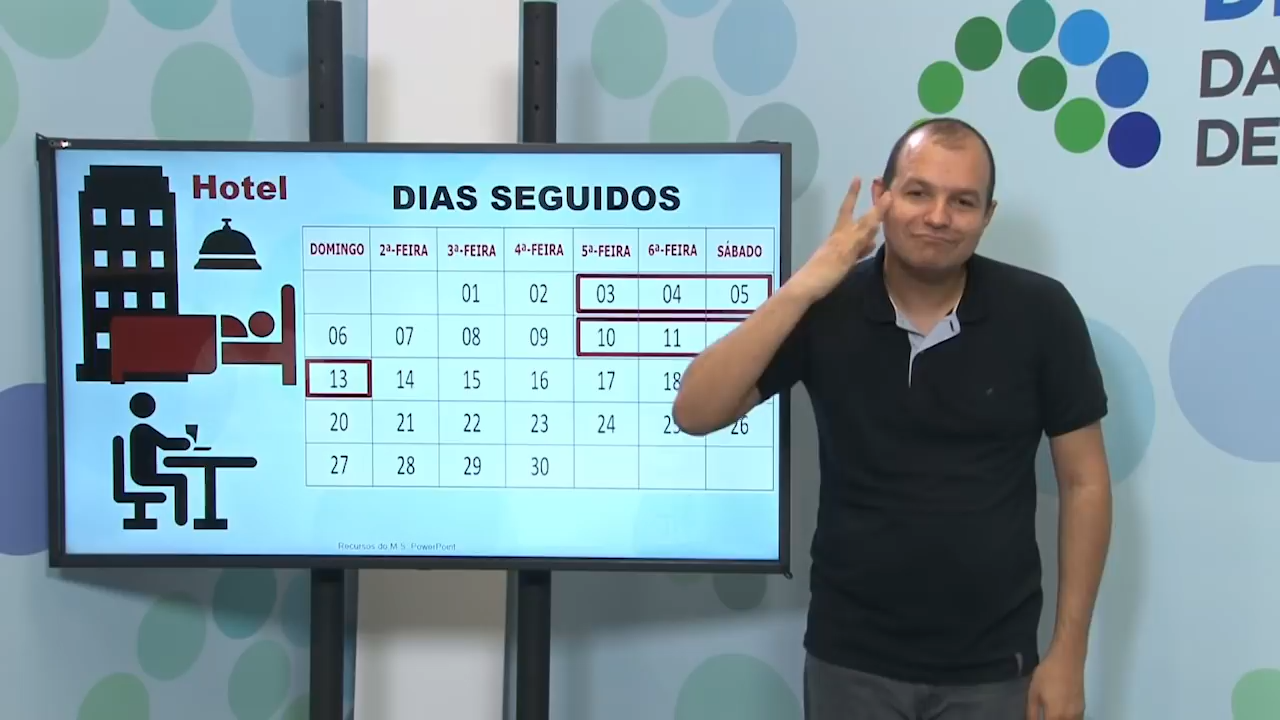 DA
DE
Hotel
DIAS SEGUIDOS
DOMINGO 2ª-FEIRA 3ª-FEIRA 4ª-FEIRA 5ª-FEIRA 6ª-FEIRA SÁBADO
01 02 03 04 05
06 07 08 09 10 11
13 14 15 16 17 18
20 21 22 23 24 25 26
27 28 29 30
Recursos do M.S. PowerPoint